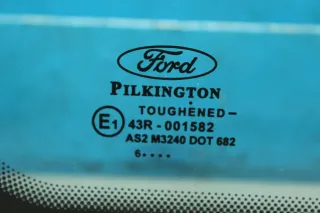 Ford
PILKINGTON
TOUGHENED-
E1 43R-001582
AS2 M3240 DOT 682
6....